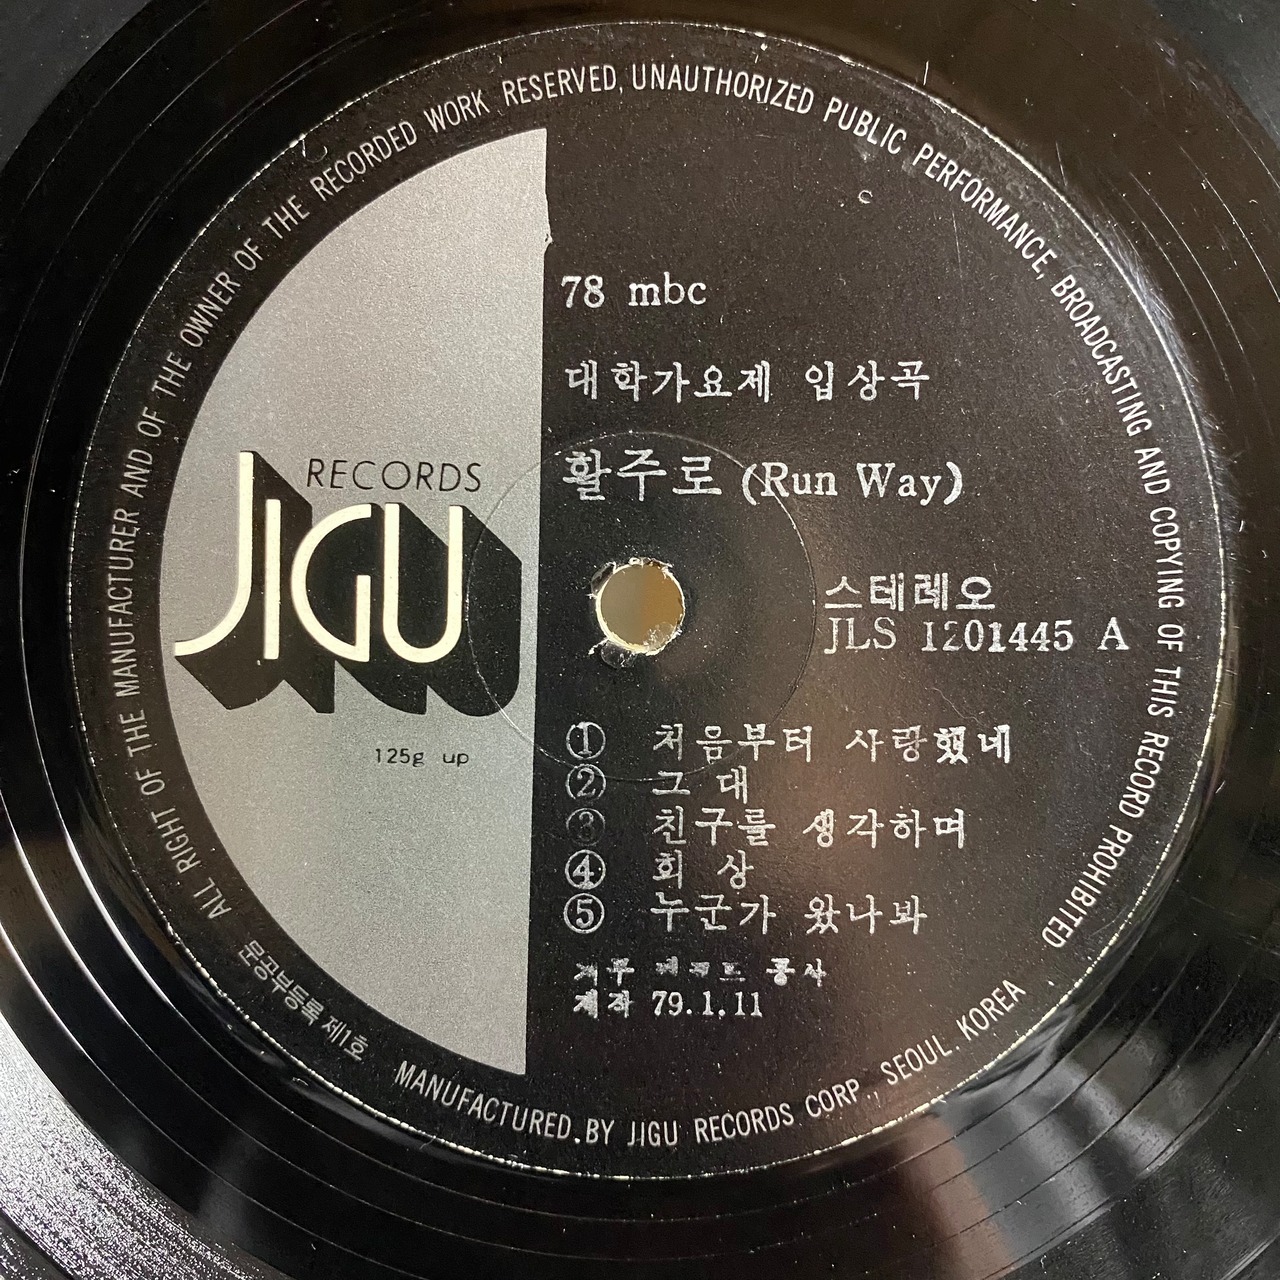 ALL RIGHT OF THE MANUFACTURER AND OF THE OWNER OF THE RECORDED WORK RESERVED, UNAUTHORIZED PUBLIC PERFORMANCE, BROADCASTING AND COPYING OF THIS RECORD PROHIBITED
RECORDS
JIGU
125g up
78 mbc
대학가요제 입상곡
활주로 (Run Way)
스테레오
JLS 1201445 A
① 처음부터 사랑했네
② 그 대
③ 친구를 생각하며
④ 회 상
⑤ 누군가 왔나봐
지구 레코드 공사
제작 79.1.11
문공부등록 제1호
MANUFACTURED.BY JIGU RECORDS CORP., SEOUL. KOREA